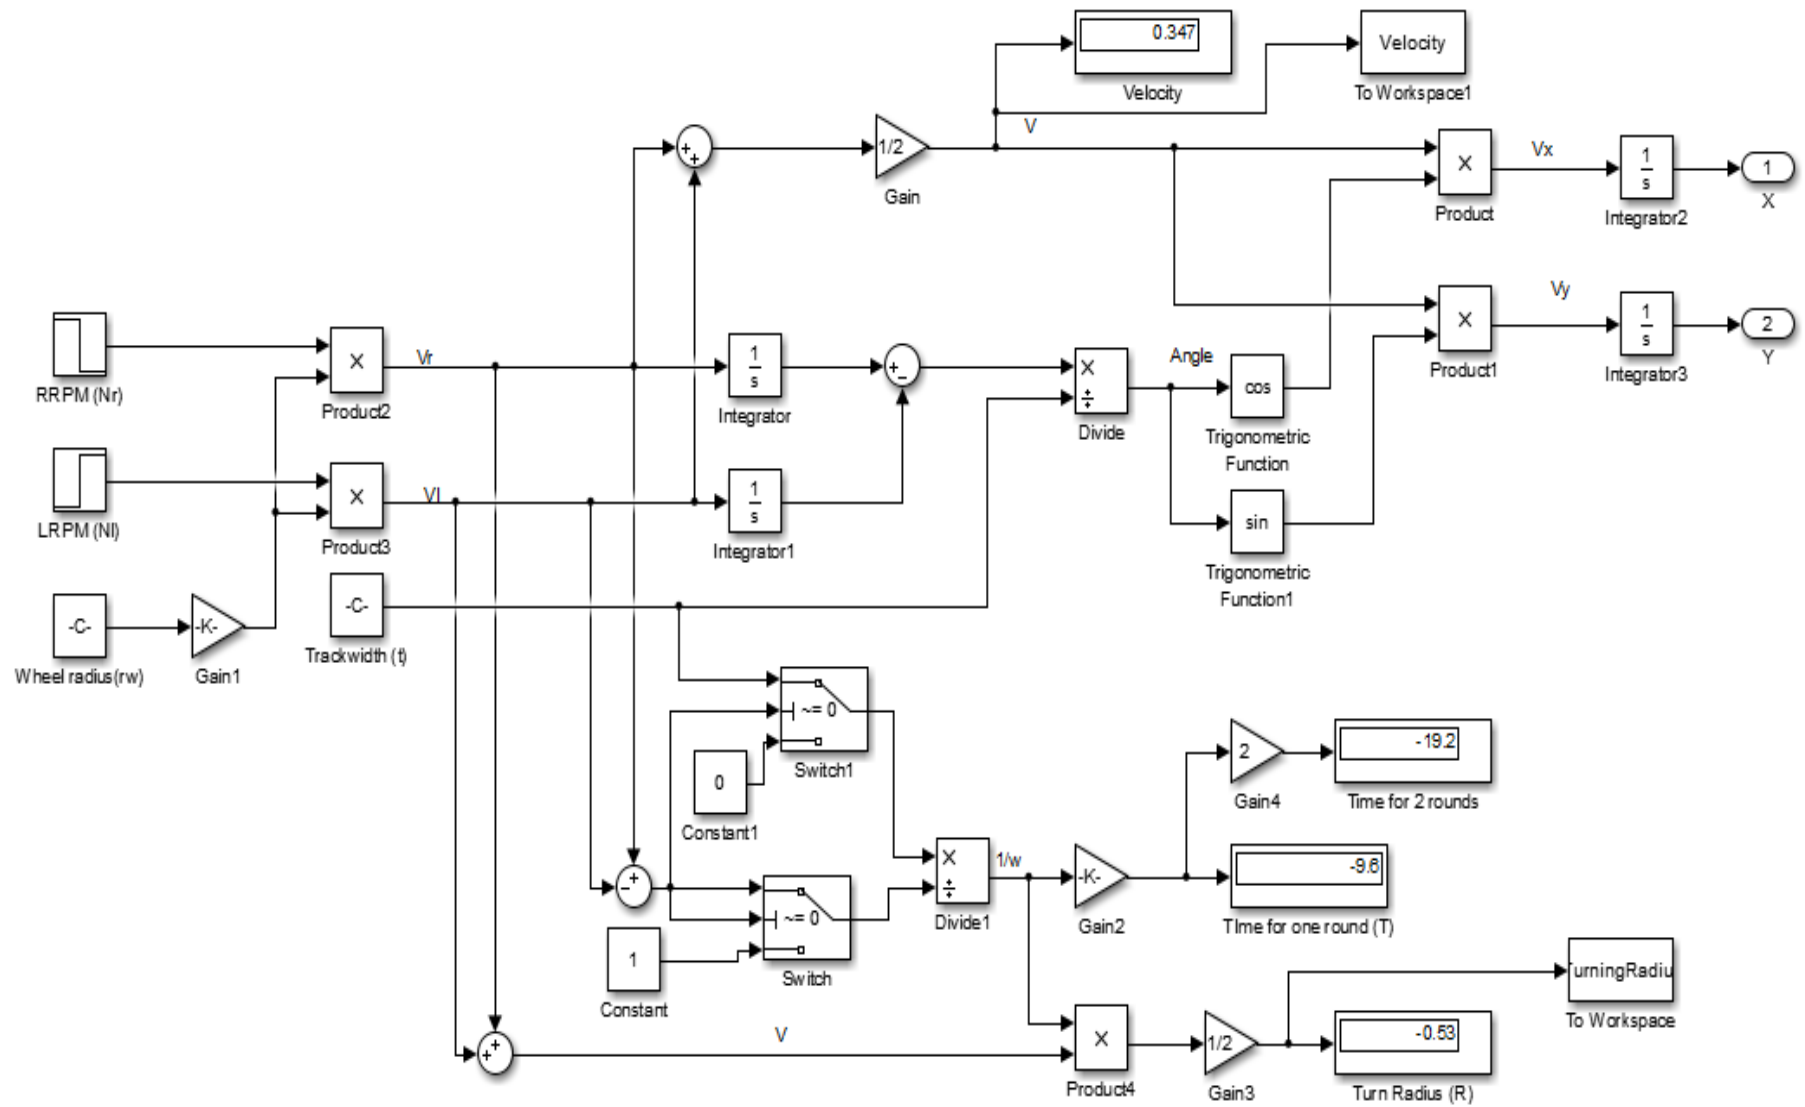 0.347
Velocity
Velocity
To Workspace1
V
1/2
Gain
×
Product
Vx
1
s
Integrator2
1
X
RRPM (Nr)
×
Product2
Vr
1
s
Integrator
×
÷
Divide
Angle
cos
Trigonometric
Function
×
Product1
Vy
1
s
Integrator3
2
Y
LRPM (Nl)
×
Product3
Vl
1
s
Integrator1
sin
Trigonometric
Function1
-C-
Wheel radius(rw)
-K-
Gain1
-C-
Trackwidth (t)
~= 0
Switch1
0
Constant1
~= 0
Switch
1
Constant
×
÷
Divide1
1/w
-K-
Gain2
2
Gain4
-19.2
Time for 2 rounds
-9.6
TIme for one round (T)
V
×
Product4
1/2
Gain3
urningRadiu
To Workspace
-0.53
Turn Radius (R)